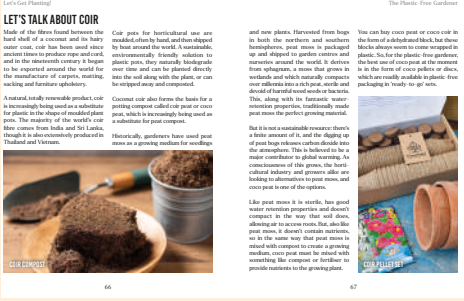 Let's Get Planting!
The Plastic-Free Gardener
LET'S TALK ABOUT COIR
Made of the fibres found between the
hard shell of a coconut and its hairy
outer coat, coir has been used since
ancient times to produce rope and cord,
and in the nineteenth century it began
to be exported around the world for
the manufacture of carpets, matting,
sacking and furniture upholstery.
A natural, totally renewable product, coir
is increasingly being used as a substitute
for plastic in the shape of moulded plant
pots. The majority of the world's coir
fibre comes from India and Sri Lanka,
though it is also extensively produced in
Thailand and Vietnam.
Coir pots for horticultural use are
moulded, often by hand, and then shipped
by boat around the world. A sustainable,
environmentally friendly solution to
plastic pots, they naturally biodegrade
over time and can be planted directly
into the soil along with the plant, or can
be stripped away and composted.
Coconut coir also forms the basis for a
potting compost called coir peat or coco
peat, which is increasingly being used as
a substitute for peat compost.
Historically, gardeners have used peat
moss as a growing medium for seedlings
COIR COMPOST
66
and new plants. Harvested from bogs
in both the northern and southern
hemispheres, peat moss is packaged
up and shipped to garden centres and
nurseries around the world. It derives
from sphagnum, a moss that grows in
wetlands and which naturally compacts
over millennia into a rich peat, sterile and
devoid of harmful weed seeds or bacteria.
This, along with its fantastic water-
retention properties, traditionally made
peat moss the perfect growing material.
But it is not a sustainable resource: there's
a finite amount of it, and the digging up
of peat bogs releases carbon dioxide into
the atmosphere. This is believed to be a
major contributor to global warming. As
consciousness of this grows, the horti-
cultural industry and growers alike are
looking to alternatives to peat moss, and
coco peat is one of the options.
Like peat moss it is sterile, has good
water retention properties and doesn't
compact in the way that soil does,
allowing air to access roots. But, also like
peat moss, it doesn't contain nutrients,
so in the same way that peat moss is
mixed with compost to create a growing
medium, coco peat must be mixed with
something like compost or fertiliser to
provide nutrients to the growing plant.
You can buy coco peat or coco coir in
the form of a dehydrated block, but these
blocks always seem to come wrapped in
plastic. So, for the plastic-free gardener,
the best use of coco peat at the moment
is in the form of coco pellets or discs,
which are readily available in plastic-free
packaging in 'ready-to-go' sets.
COIR PELLET SET
67